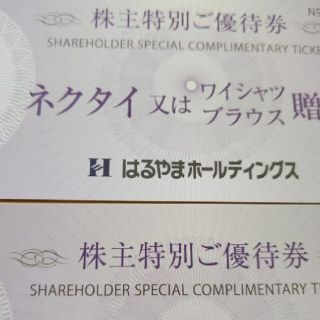 株主特別ご優待券
SHAREHOLDER SPECIAL COMPLIMENTARY TICKE
No
ネクタイ又はワイシャツ
ブラウス贈
はるやまホールディングス
株主特別ご優待券
SHAREHOLDER SPECIAL COMPLIMENTARY TI